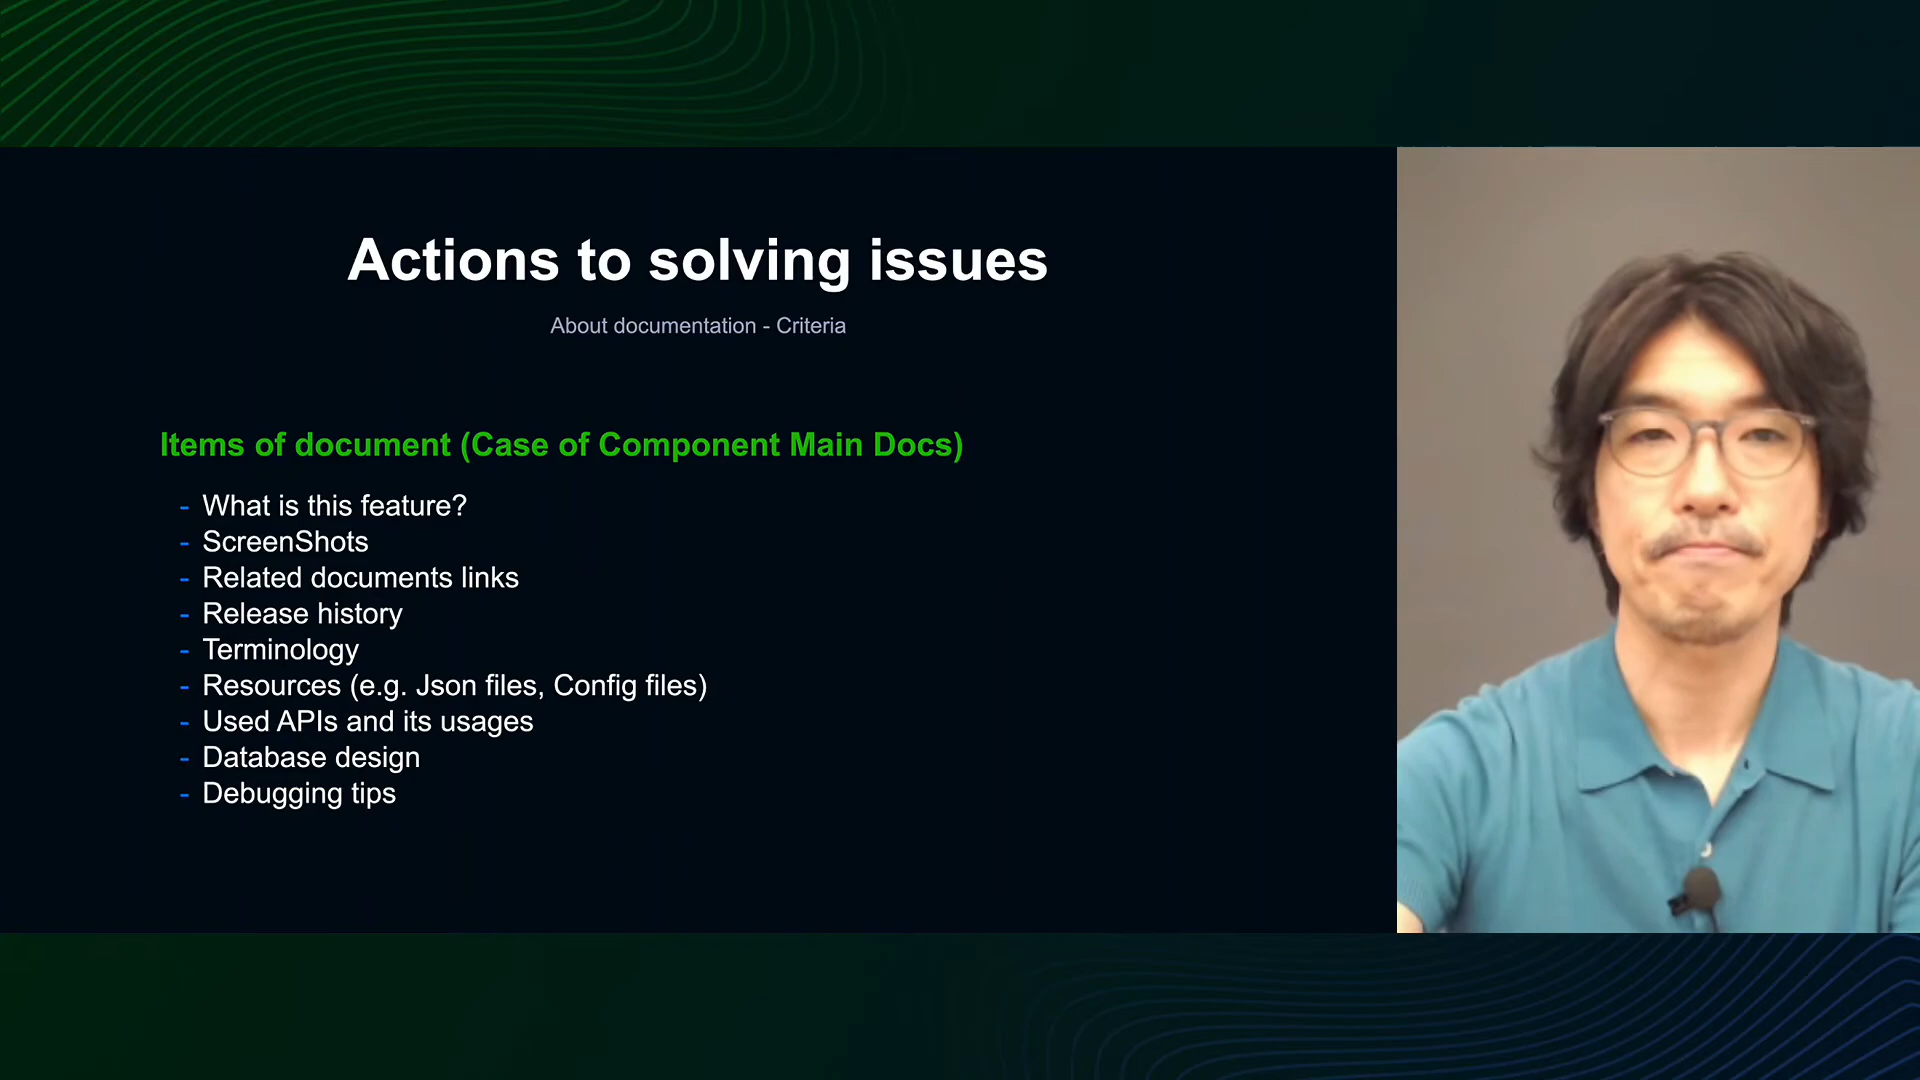 Actions to solving issues
About documentation - Criteria
Items of document (Case of Component Main Docs)
- What is this feature?
- ScreenShots
- Related documents links
- Release history
- Terminology
- Resources (e.g. Json files, Config files)
- Used APIs and its usages
- Database design
- Debugging tips